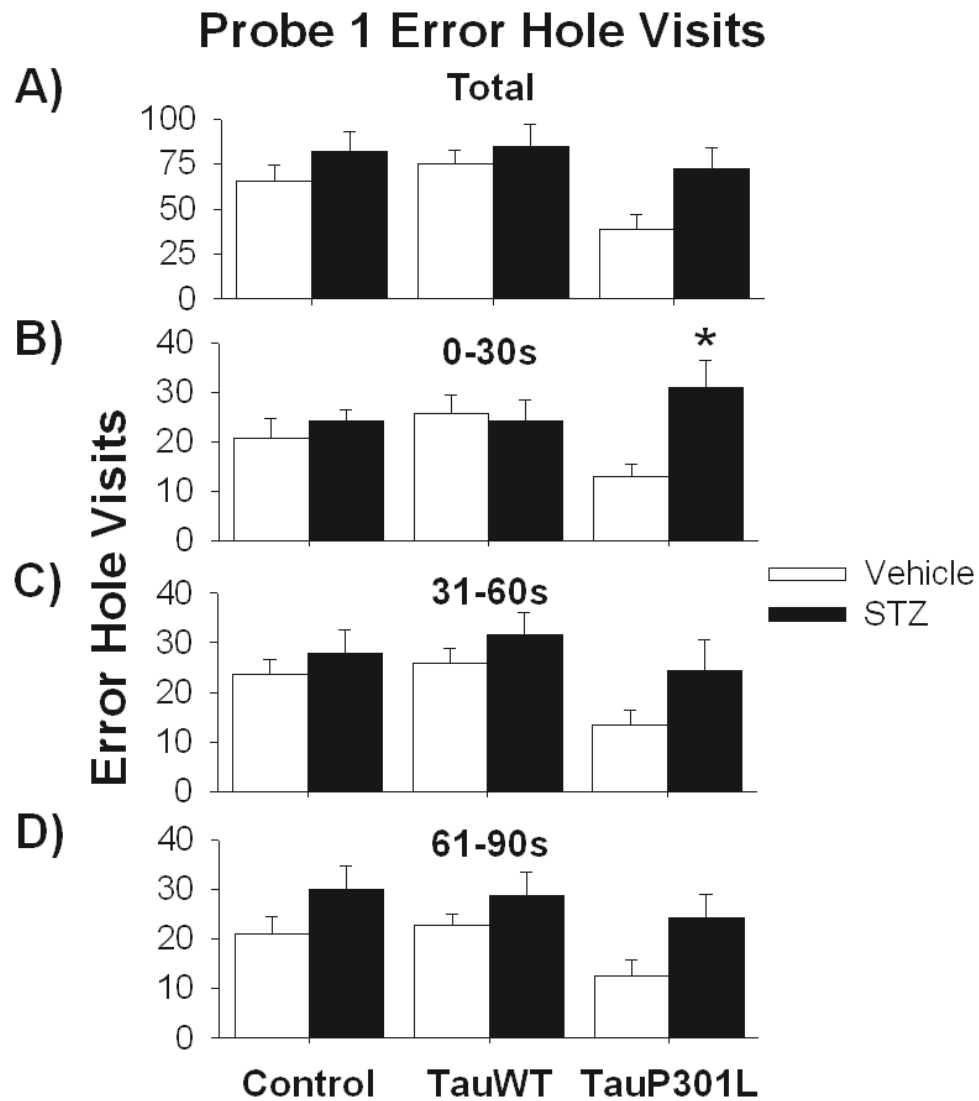 Probe 1 Error Hole Visits
A)
Total
100
75
50
25
0
B)
0-30s
*
40
30
20
10
0
Error Hole Visits
C)
31-60s
40
30
20
10
0
Vehicle
STZ
D)
61-90s
40
30
20
10
0
Control TauWT TauP301L